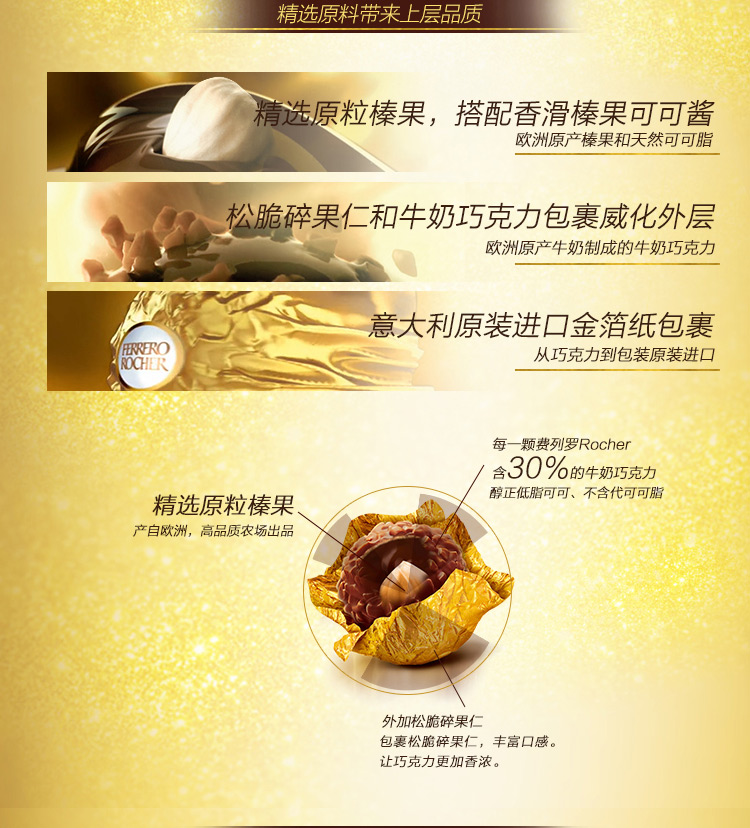 精选原料带来上层品质
精选原粒榛果，搭配香滑榛果可可酱
欧洲原产榛果和天然可可脂
松脆碎果仁和牛奶巧克力包裹威化外层
欧洲原产牛奶制成的牛奶巧克力
FERRERO
ROCHER
意大利原装进口金箔纸包裹
从巧克力到包装原装进口
每一颗费列罗Rocher
含30%的牛奶巧克力
醇正低脂可可、不含代可可脂
精选原粒榛果
产自欧洲，高品质农场出品
外加松脆碎果仁
包裹松脆碎果仁，丰富口感。
让巧克力更加香浓。